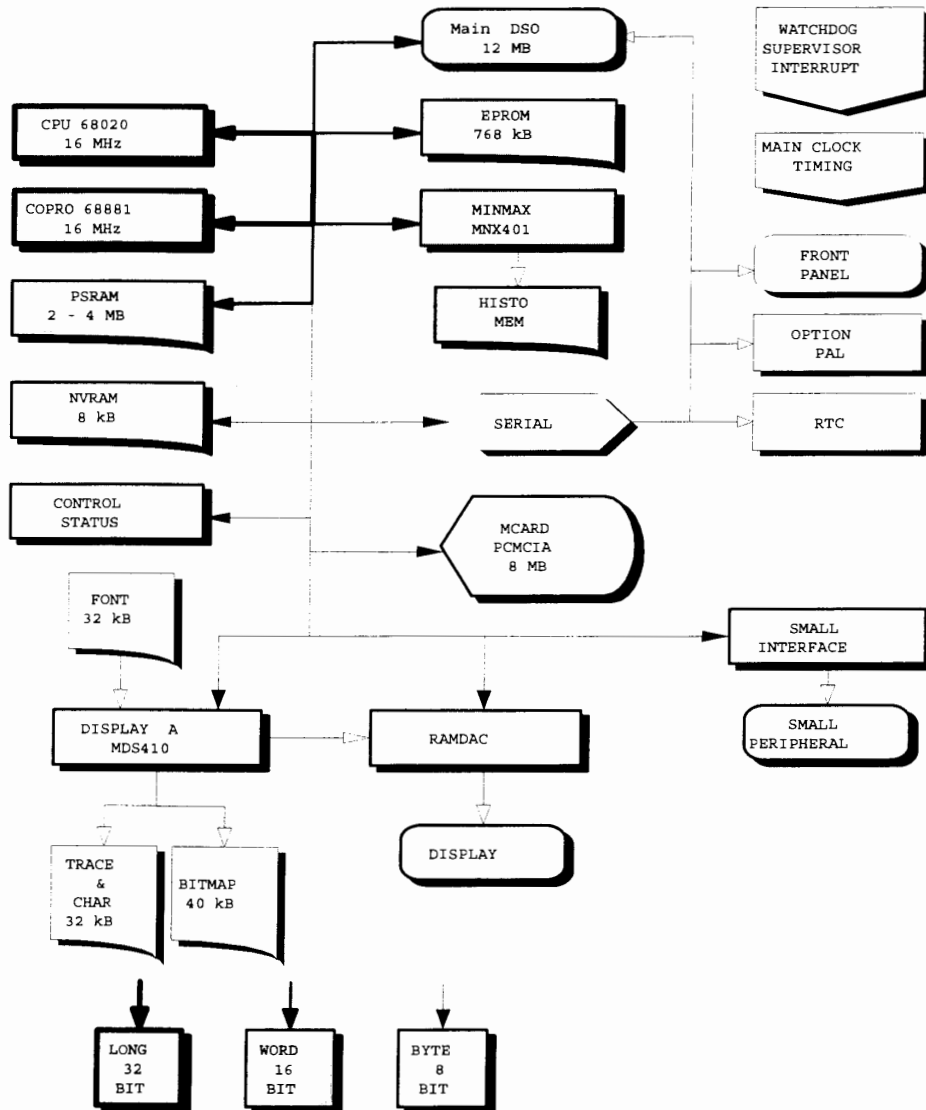 Main DSO
12 MB
WATCHDOG
SUPERVISOR
INTERRUPT
CPU 68020
16 MHz
EPROM
768 kB
MAIN CLOCK
TIMING
COPRO 68881
16 MHz
MINMAX
MNX401
FRONT
PANEL
PSRAM
2 - 4 MB
HISTO
MEM
OPTION
PAL
NVRAM
8 kB
SERIAL
RTC
CONTROL
STATUS
MCARD
PCMCIA
8 MB
FONT
32 kB
SMALL
INTERFACE
DISPLAY A
MDS410
RAMDAC
SMALL
PERIPHERAL
DISPLAY
TRACE
&
CHAR
32 kB
BITMAP
40 kB
LONG
32
BIT
WORD
16
BIT
BYTE
8
BIT